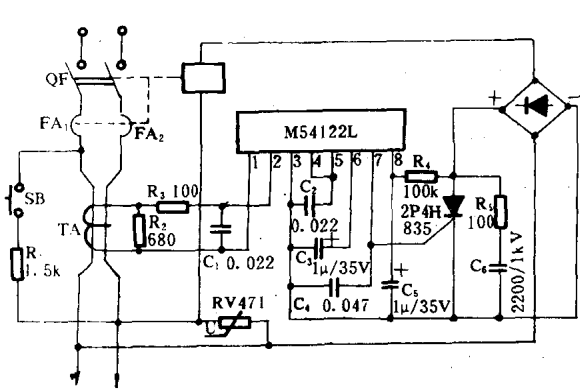 QF
FA₁
FA₂
M54122L
1 2 3 4 5 6 7 8
+
−
SB
R
1.5k
TA
R₃ 100
R₂
680
C₁ 0.022
C₂
0.022
C₃
+
1μ/35V
C₄ 0.047
R₄
100k
2P4H
835
R₅
100
C₆
2200/1kV
+
C₅
1μ/35V
RV471
C